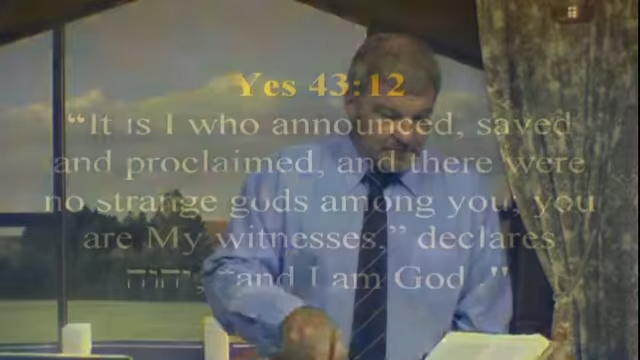 Yes 43:12
“It is I who announced, saved
and proclaimed, and there were
no strange gods among you, you
are My witnesses,” declares
יהוה, “and I am God .”